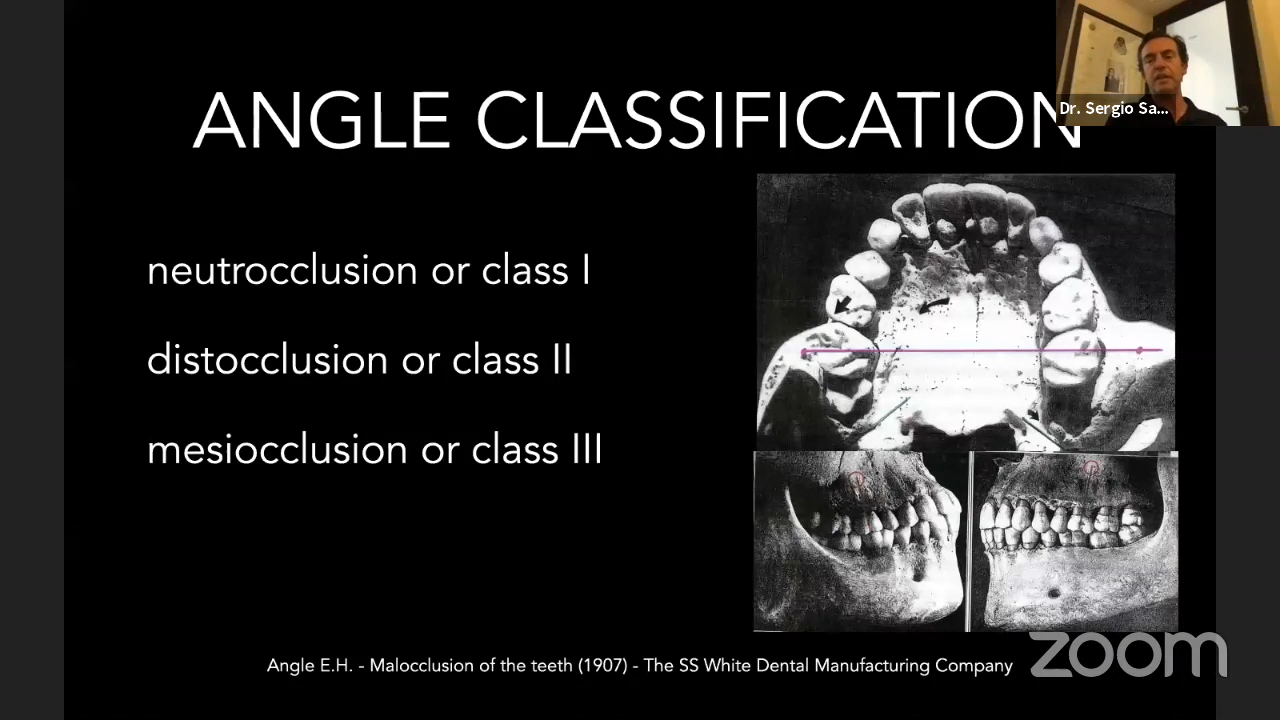 ANGLE CLASSIFICATION
Dr. Sergio Sa...
neutrocclusion or class I
distocclusion or class II
mesiocclusion or class III
Angle E.H. - Malocclusion of the teeth (1907) - The SS White Dental Manufacturing Company
zoom